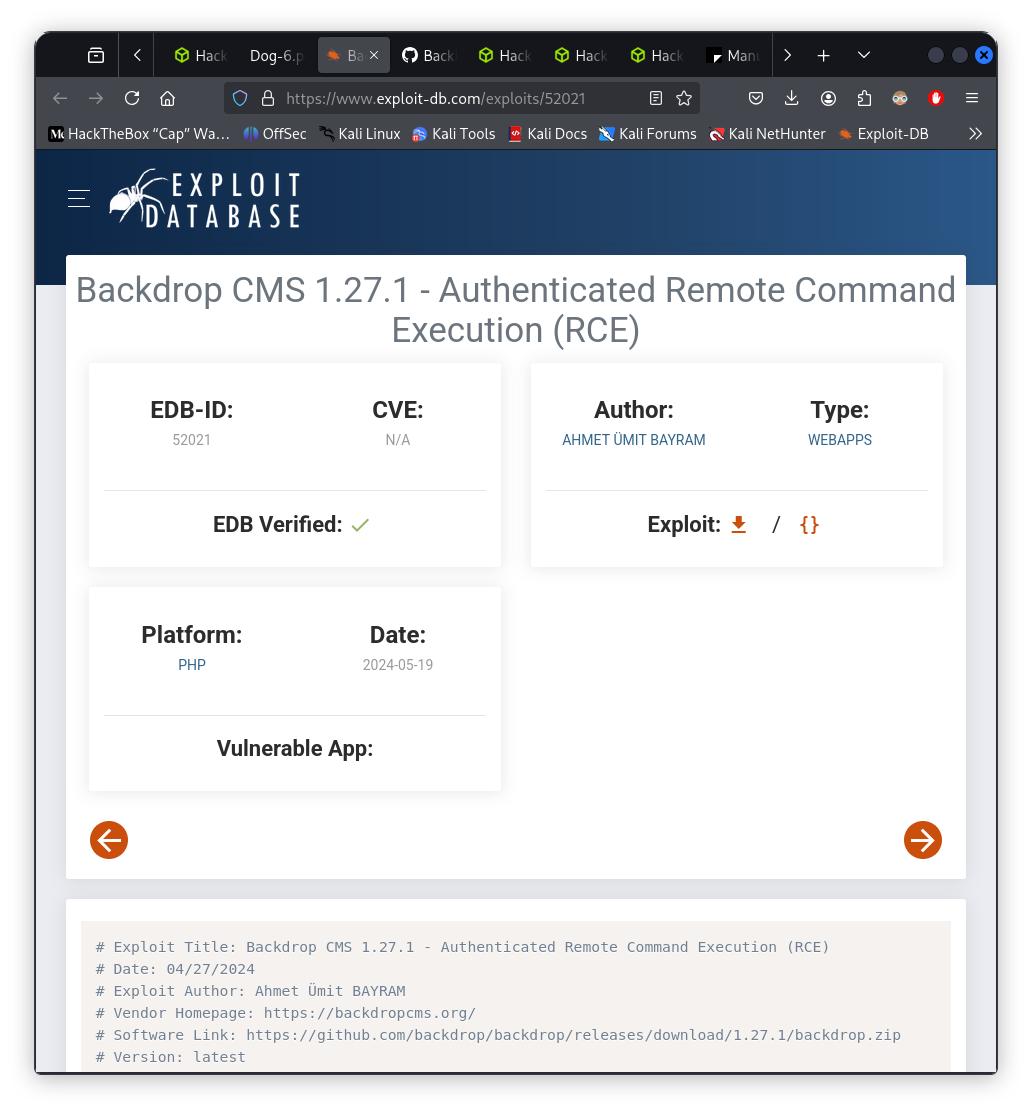 Hack
Dog-6.p
Ba
Back
Hack
Hack
Hack
Manu
https://www.exploit-db.com/exploits/52021
HackTheBox “Cap” Wa…
OffSec
Kali Linux
Kali Tools
Kali Docs
Kali Forums
Kali NetHunter
Exploit-DB
EXPLOIT
DATABASE
Backdrop CMS 1.27.1 - Authenticated Remote Command
Execution (RCE)
EDB-ID:
52021
CVE:
N/A
EDB Verified:
Author:
AHMET ÜMIT BAYRAM
Type:
WEBAPPS
Exploit: / {}
Platform:
PHP
Date:
2024-05-19
Vulnerable App:
# Exploit Title: Backdrop CMS 1.27.1 - Authenticated Remote Command Execution (RCE)
# Date: 04/27/2024
# Exploit Author: Ahmet Ümit BAYRAM
# Vendor Homepage: https://backdropcms.org/
# Software Link: https://github.com/backdrop/backdrop/releases/download/1.27.1/backdrop.zip
# Version: latest